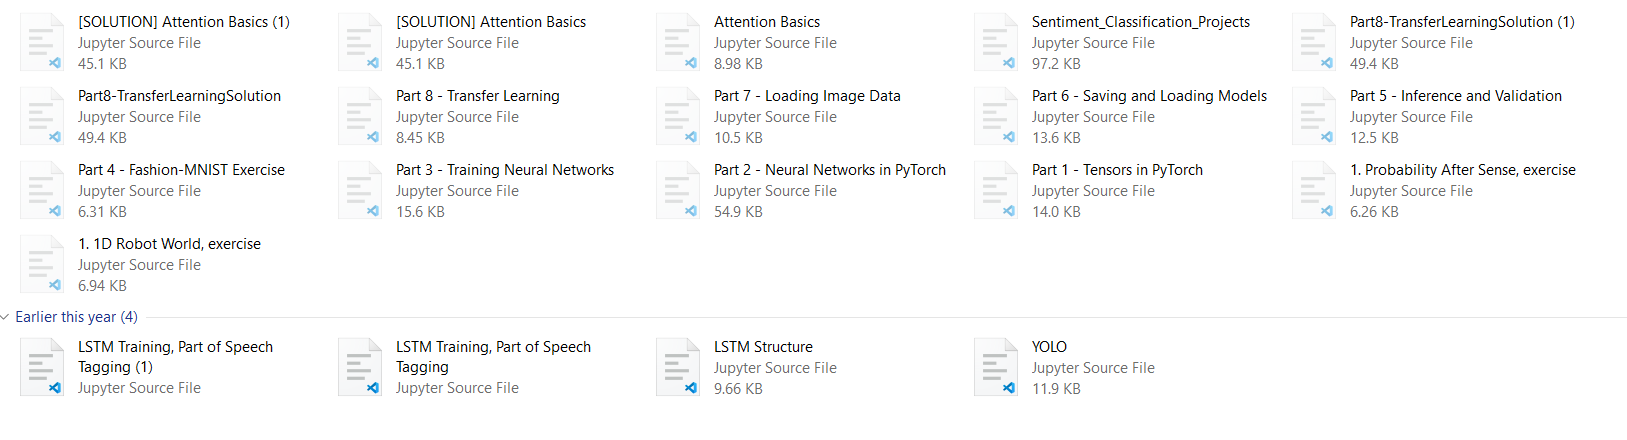 [SOLUTION] Attention Basics (1)
Jupyter Source File
45.1 KB
[SOLUTION] Attention Basics
Jupyter Source File
45.1 KB
Attention Basics
Jupyter Source File
8.98 KB
Sentiment_Classification_Projects
Jupyter Source File
97.2 KB
Part8-TransferLearningSolution (1)
Jupyter Source File
49.4 KB
Part8-TransferLearningSolution
Jupyter Source File
49.4 KB
Part 8 - Transfer Learning
Jupyter Source File
8.45 KB
Part 7 - Loading Image Data
Jupyter Source File
10.5 KB
Part 6 - Saving and Loading Models
Jupyter Source File
13.6 KB
Part 5 - Inference and Validation
Jupyter Source File
12.5 KB
Part 4 - Fashion-MNIST Exercise
Jupyter Source File
6.31 KB
Part 3 - Training Neural Networks
Jupyter Source File
15.6 KB
Part 2 - Neural Networks in PyTorch
Jupyter Source File
54.9 KB
Part 1 - Tensors in PyTorch
Jupyter Source File
14.0 KB
1. Probability After Sense, exercise
Jupyter Source File
6.26 KB
1. 1D Robot World, exercise
Jupyter Source File
6.94 KB
Earlier this year (4)
LSTM Training, Part of Speech
Tagging (1)
Jupyter Source File
LSTM Training, Part of Speech
Tagging
Jupyter Source File
LSTM Structure
Jupyter Source File
9.66 KB
YOLO
Jupyter Source File
11.9 KB